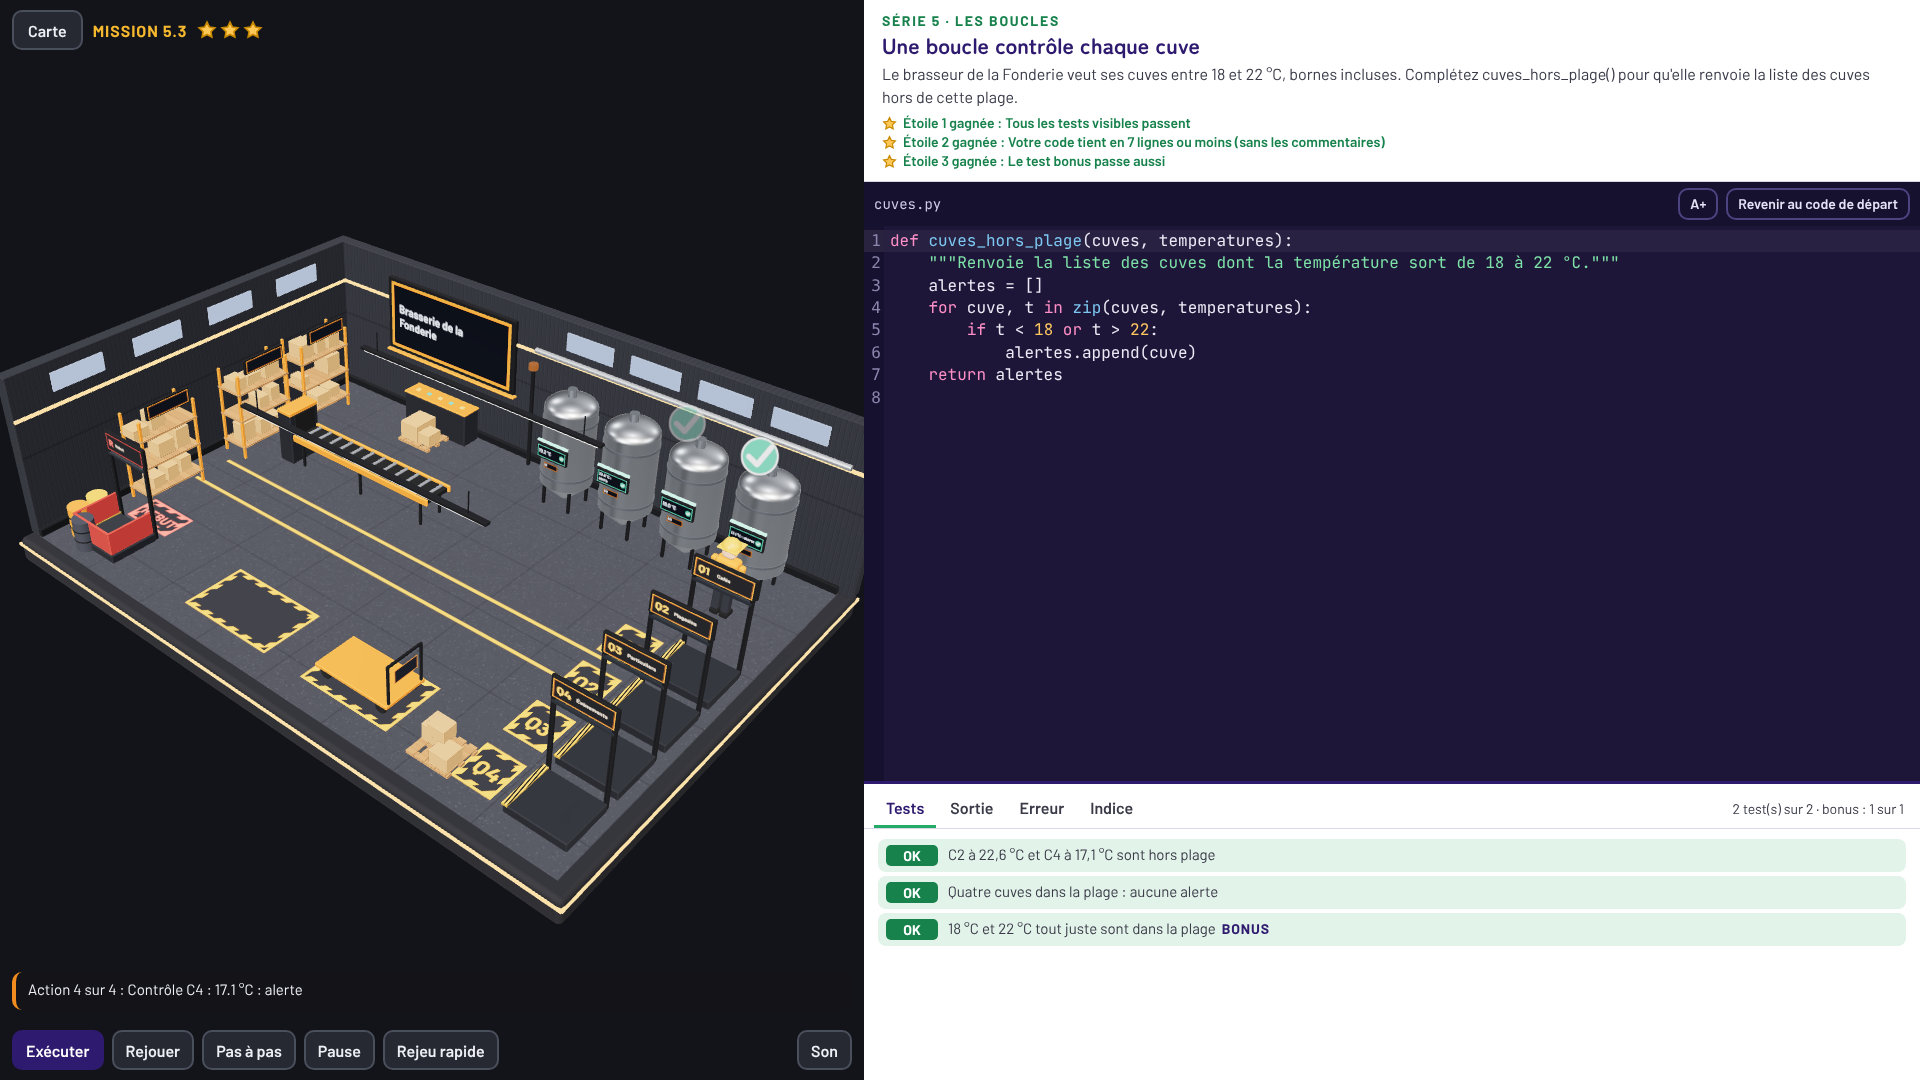 Carte
MISSION 5.3
Brasserie de la
Fonderie
Q1
Q2 Magasins
Q3 Particuliers
Q4
Q2
Q3
Q4
Action 4 sur 4 : Contrôle C4 : 17.1 °C : alerte
Exécuter
Rejouer
Pas à pas
Pause
Rejeu rapide
Son
SÉRIE 5 · LES BOUCLES
Une boucle contrôle chaque cuve
Le brasseur de la Fonderie veut ses cuves entre 18 et 22 °C, bornes incluses. Complétez cuves_hors_plage() pour qu'elle renvoie la liste des cuves
hors de cette plage.
Étoile 1 gagnée : Tous les tests visibles passent
Étoile 2 gagnée : Votre code tient en 7 lignes ou moins (sans les commentaires)
Étoile 3 gagnée : Le test bonus passe aussi
cuves.py
A+
Revenir au code de départ
1 def cuves_hors_plage(cuves, temperatures):
2     """Renvoie la liste des cuves dont la température sort de 18 à 22 °C."""
3     alertes = []
4     for cuve, t in zip(cuves, temperatures):
5         if t < 18 or t > 22:
6             alertes.append(cuve)
7     return alertes
8
Tests
Sortie
Erreur
Indice
2 test(s) sur 2 · bonus : 1 sur 1
OK C2 à 22,6 °C et C4 à 17,1 °C sont hors plage
OK Quatre cuves dans la plage : aucune alerte
OK 18 °C et 22 °C tout juste sont dans la plage BONUS